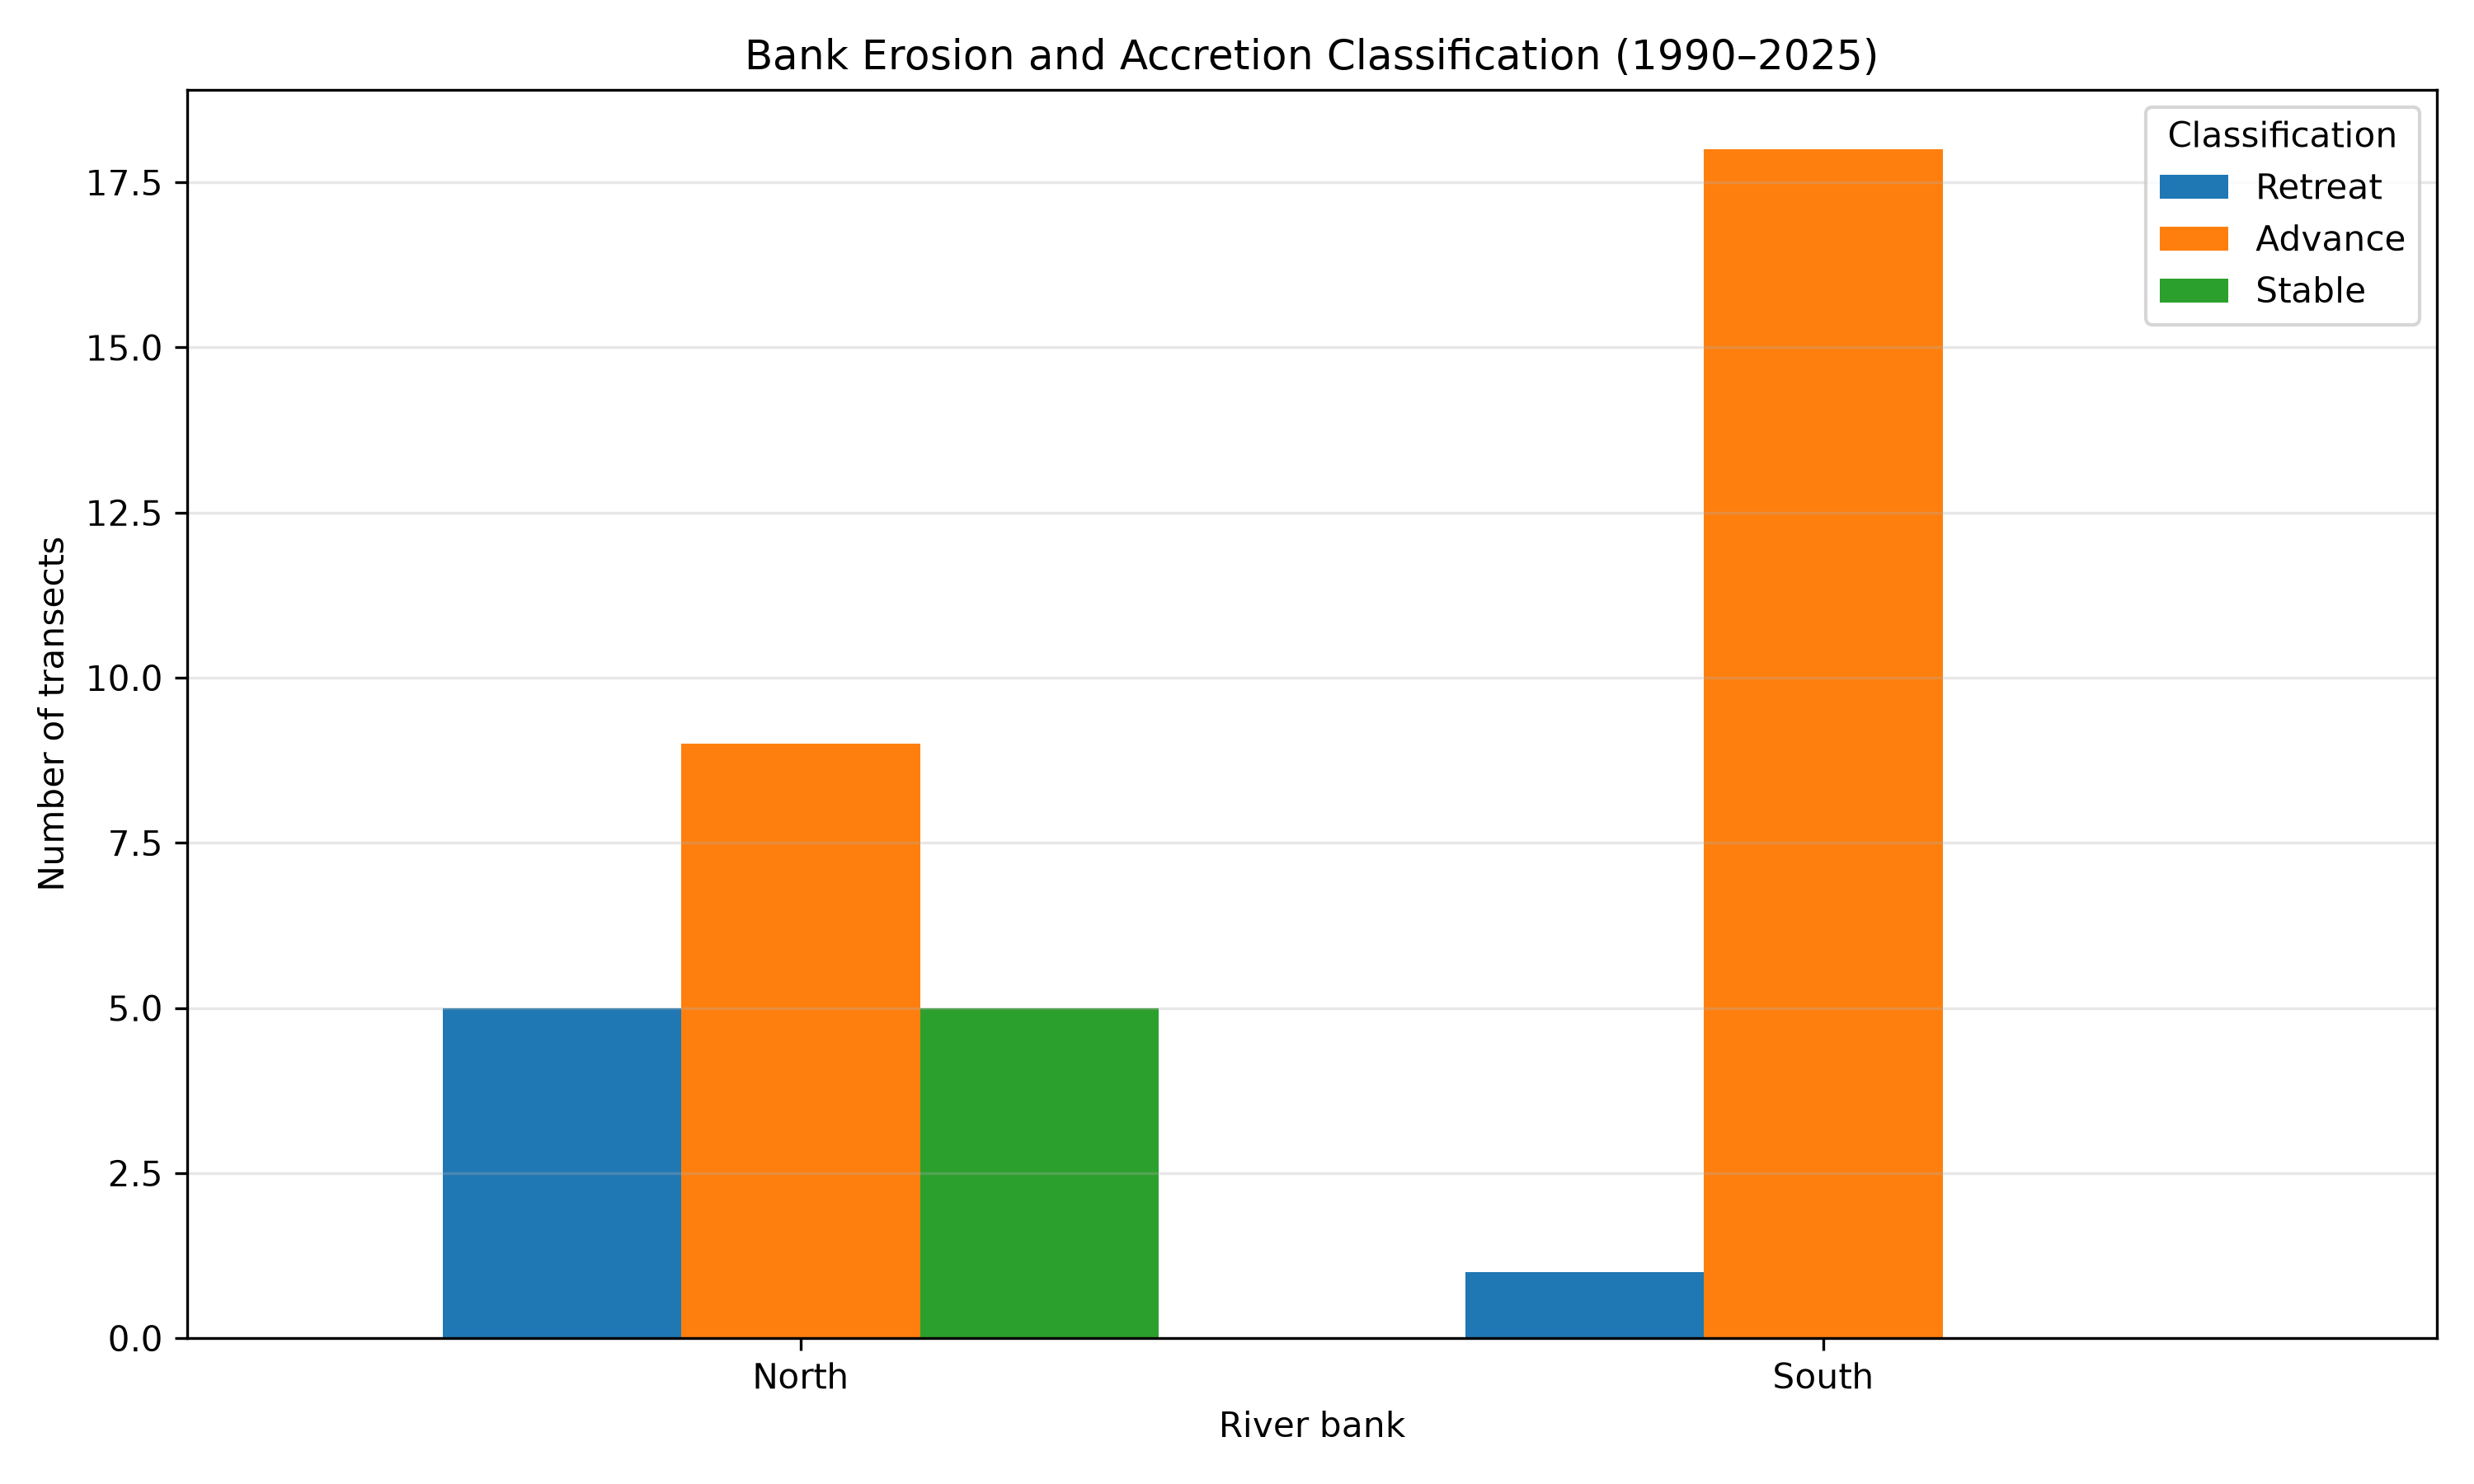 Bank Erosion and Accretion Classification (1990–2025)
Classification
Retreat
Advance
Stable
17.5
15.0
12.5
10.0
7.5
5.0
2.5
0.0
Number of transects
North
South
River bank